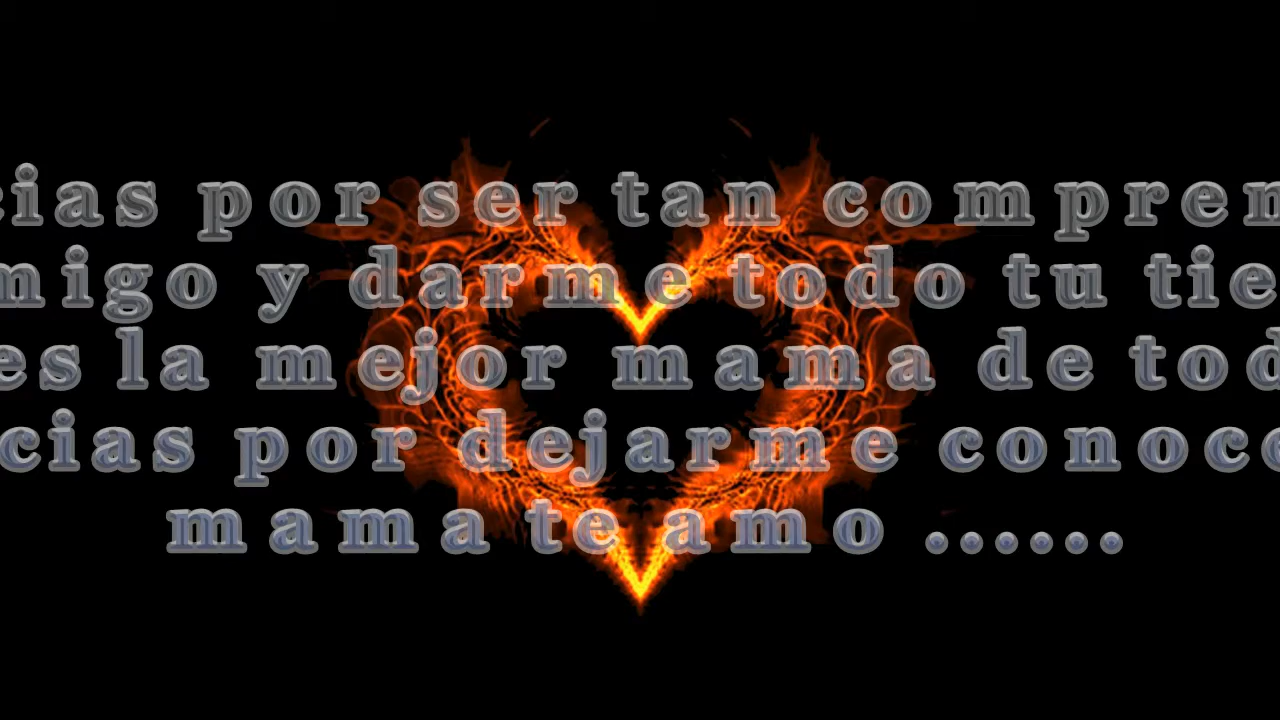 cias por ser tan compren
migo y darme todo tu tie
es la mejor mama de tod
cias por dejarme conoc
mama te amo ......